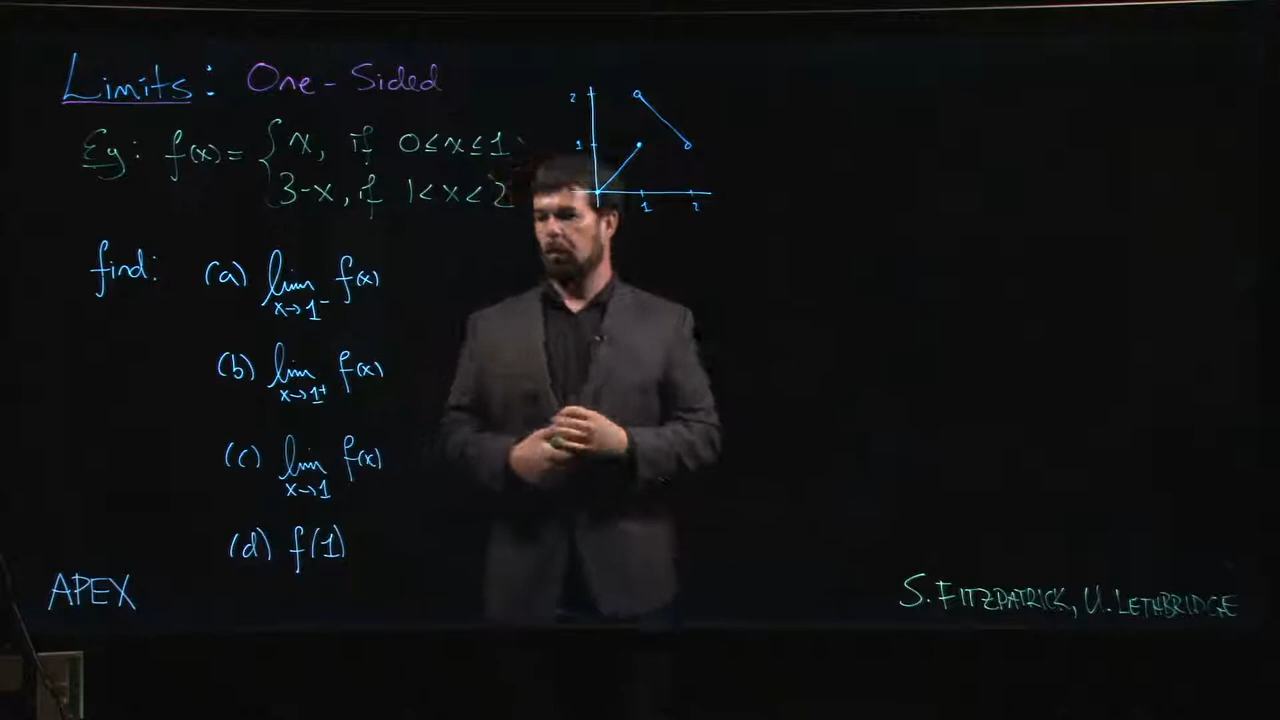 Limits: One-Sided
Eg: f(x) = { x, if 0≤x≤1
3-x, if 1<x<2
2
1
1 2
find: (a) lim x→1⁻ f(x)
(b) lim x→1⁺ f(x)
(c) lim x→1 f(x)
(d) f(1)
APEX
S. FITZPATRICK, U. LETHBRIDGE